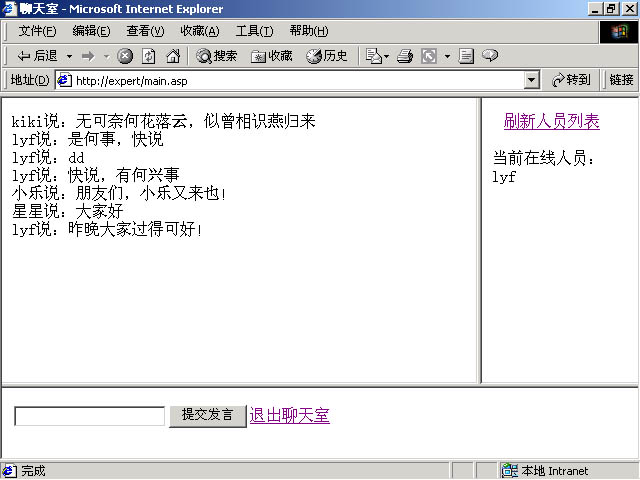 聊天室 - Microsoft Internet Explorer
文件(F) 编辑(E) 查看(V) 收藏(A) 工具(T) 帮助(H)
后退 搜索 收藏 历史
地址(D) http://expert/main.asp 转到 链接
kiki说：无可奈何花落云，似曾相识燕归来
lyf说：是何事，快说
lyf说：dd
lyf说：快说，有何兴事
小乐说：朋友们，小乐又来也!
星星说：大家好
lyf说：昨晚大家过得可好!
刷新人员列表
当前在线人员：
lyf
提交发言 退出聊天室
完成 本地 Intranet